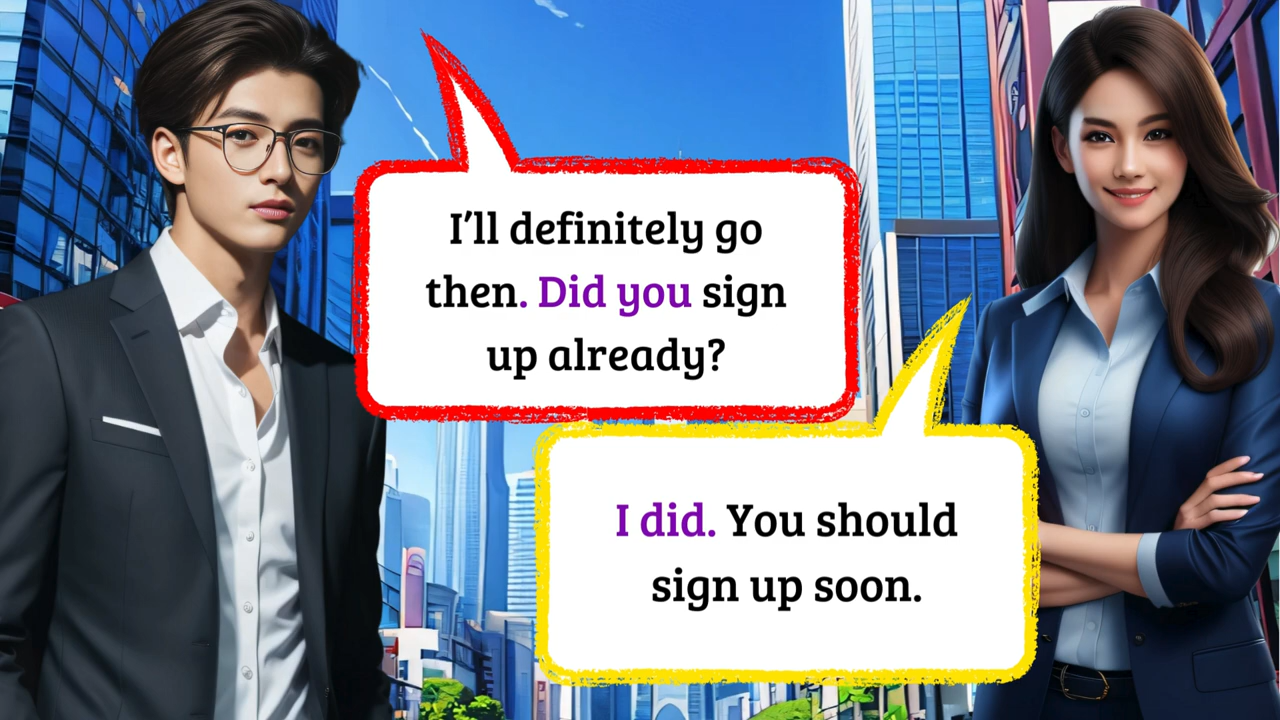 I’ll definitely go
then. Did you sign
up already?
I did. You should
sign up soon.